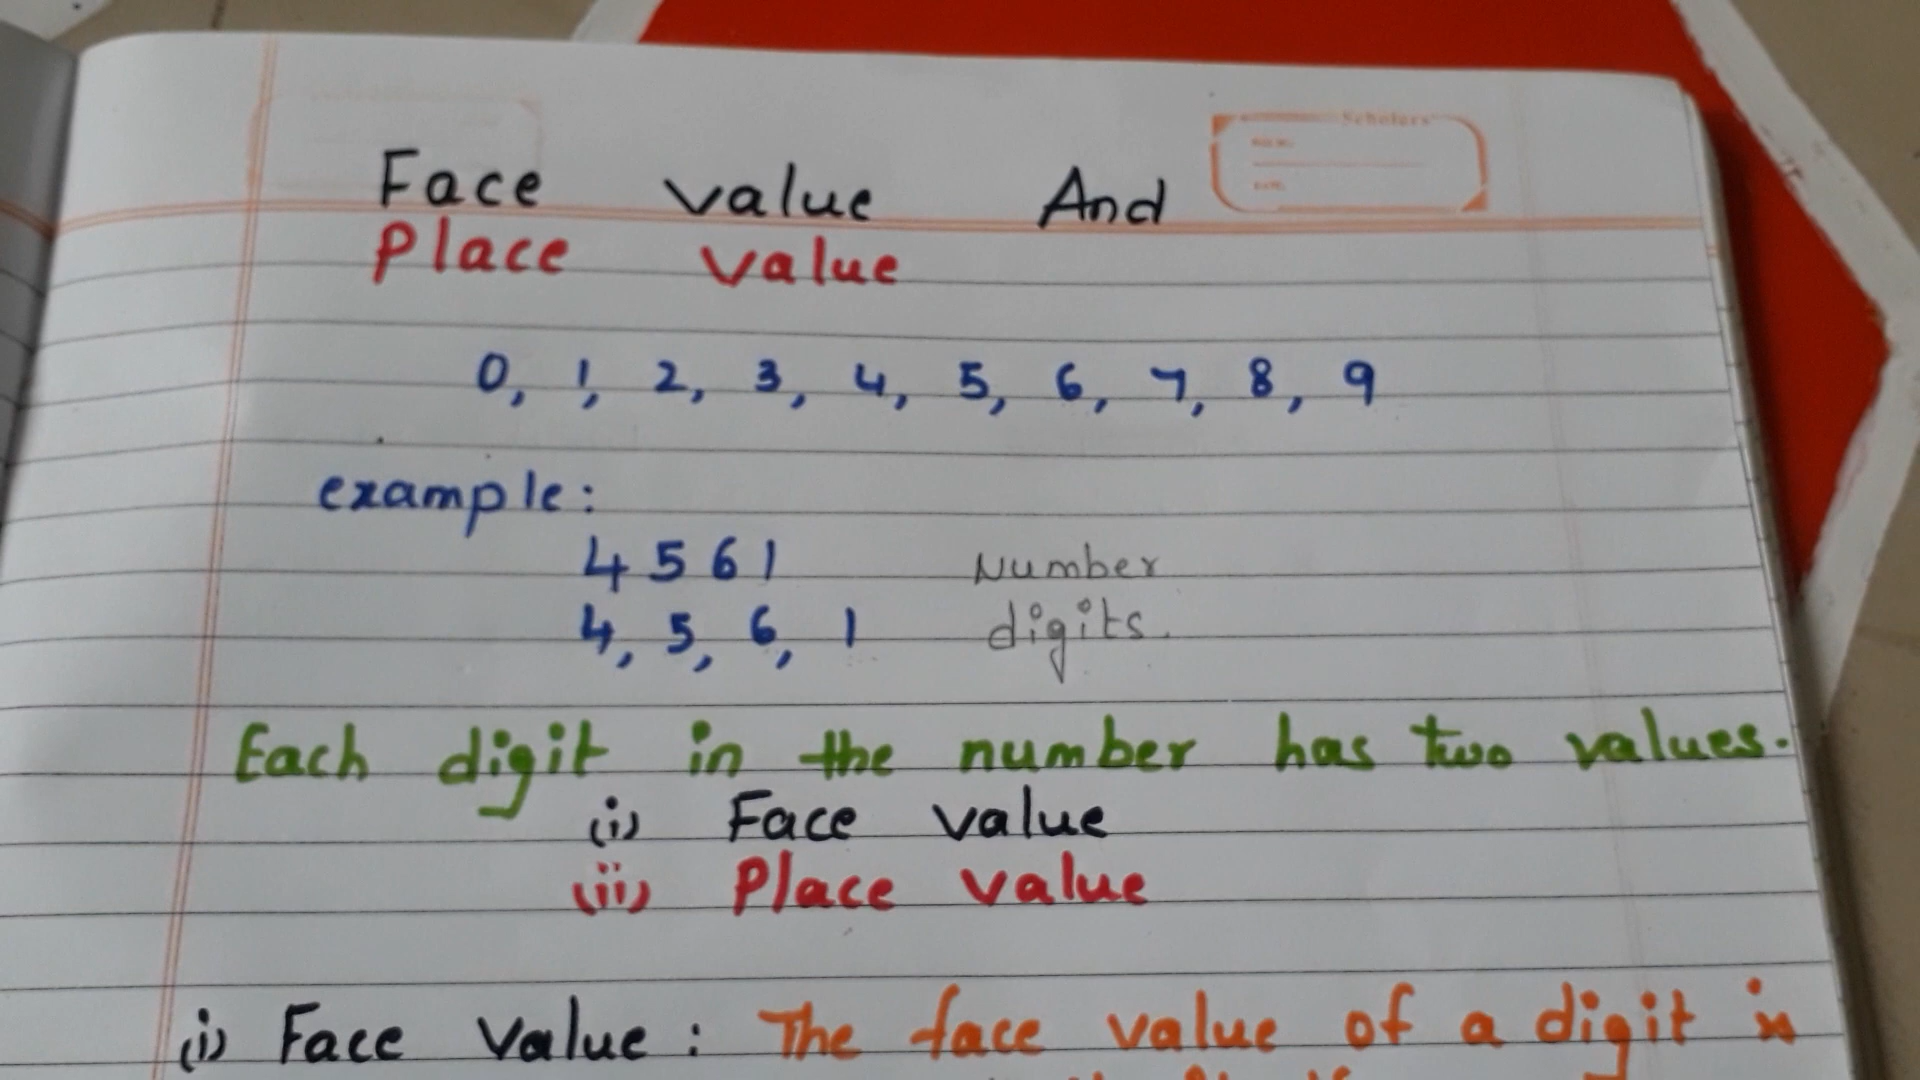 Scholars'
Face value And
Place value
0, 1, 2, 3, 4, 5, 6, 7, 8, 9
example:
4561 Number
4, 5, 6, 1 digits.
Each digit in the number has two values.
(i) Face value
(ii) Place value
(i) Face Value: The face value of a digit is